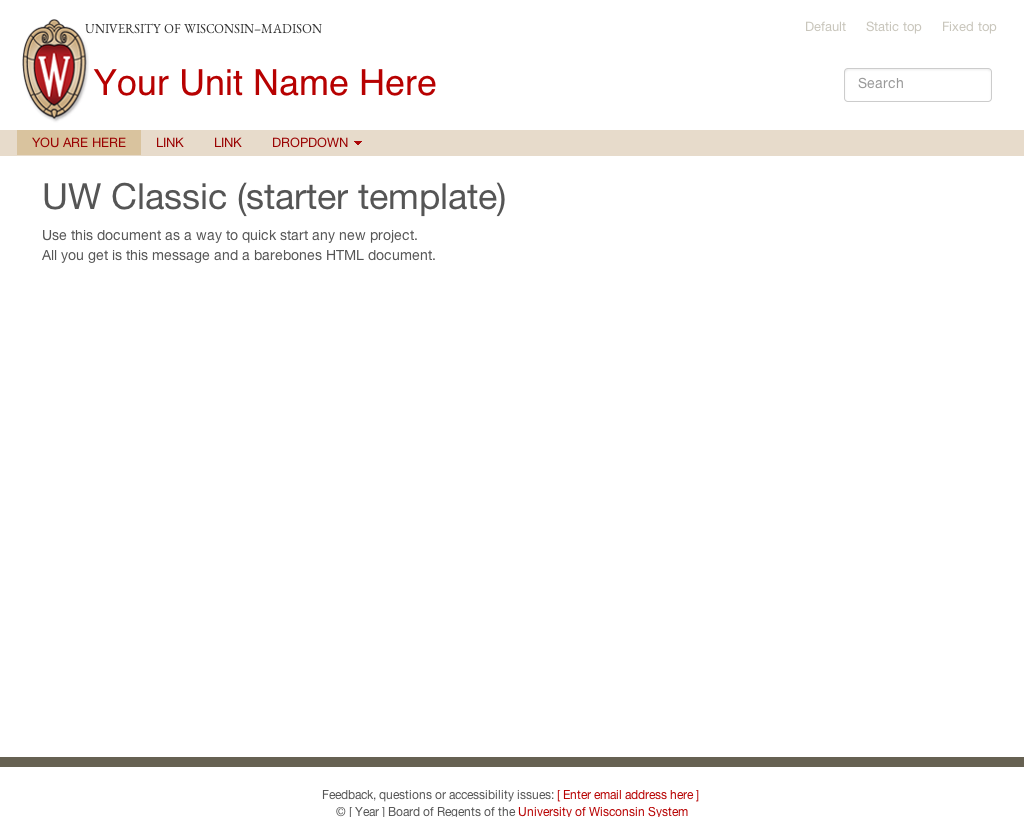 UNIVERSITY OF WISCONSIN–MADISON
Default Static top Fixed top
W
Your Unit Name Here
Search
YOU ARE HERE LINK LINK DROPDOWN
UW Classic (starter template)
Use this document as a way to quick start any new project.
All you get is this message and a barebones HTML document.
Feedback, questions or accessibility issues: [ Enter email address here ]
© [ Year ] Board of Regents of the University of Wisconsin System